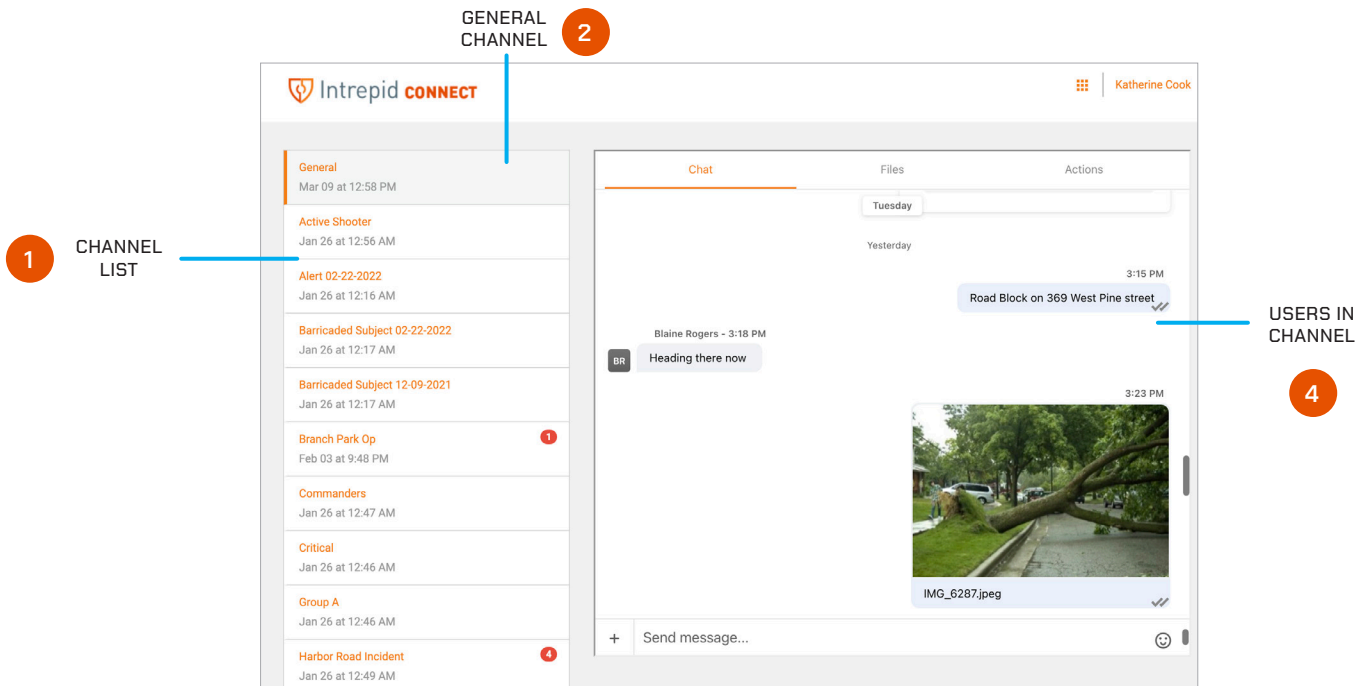 GENERAL
CHANNEL
2
Intrepid CONNECT
Katherine Cook
1
CHANNEL
LIST
General
Mar 09 at 12:58 PM
Active Shooter
Jan 26 at 12:56 AM
Alert 02-22-2022
Jan 26 at 12:16 AM
Barricaded Subject 02-22-2022
Jan 26 at 12:17 AM
Barricaded Subject 12-09-2021
Jan 26 at 12:17 AM
Branch Park Op
1
Feb 03 at 9:48 PM
Commanders
Jan 26 at 12:47 AM
Critical
Jan 26 at 12:46 AM
Group A
Jan 26 at 12:46 AM
Harbor Road Incident
4
Jan 26 at 12:49 AM
Chat
Files
Actions
Tuesday
Yesterday
3:15 PM
Road Block on 369 West Pine street
Blaine Rogers - 3:18 PM
BR
Heading there now
3:23 PM
IMG_6287.jpeg
+ Send message...
USERS IN
CHANNEL
4